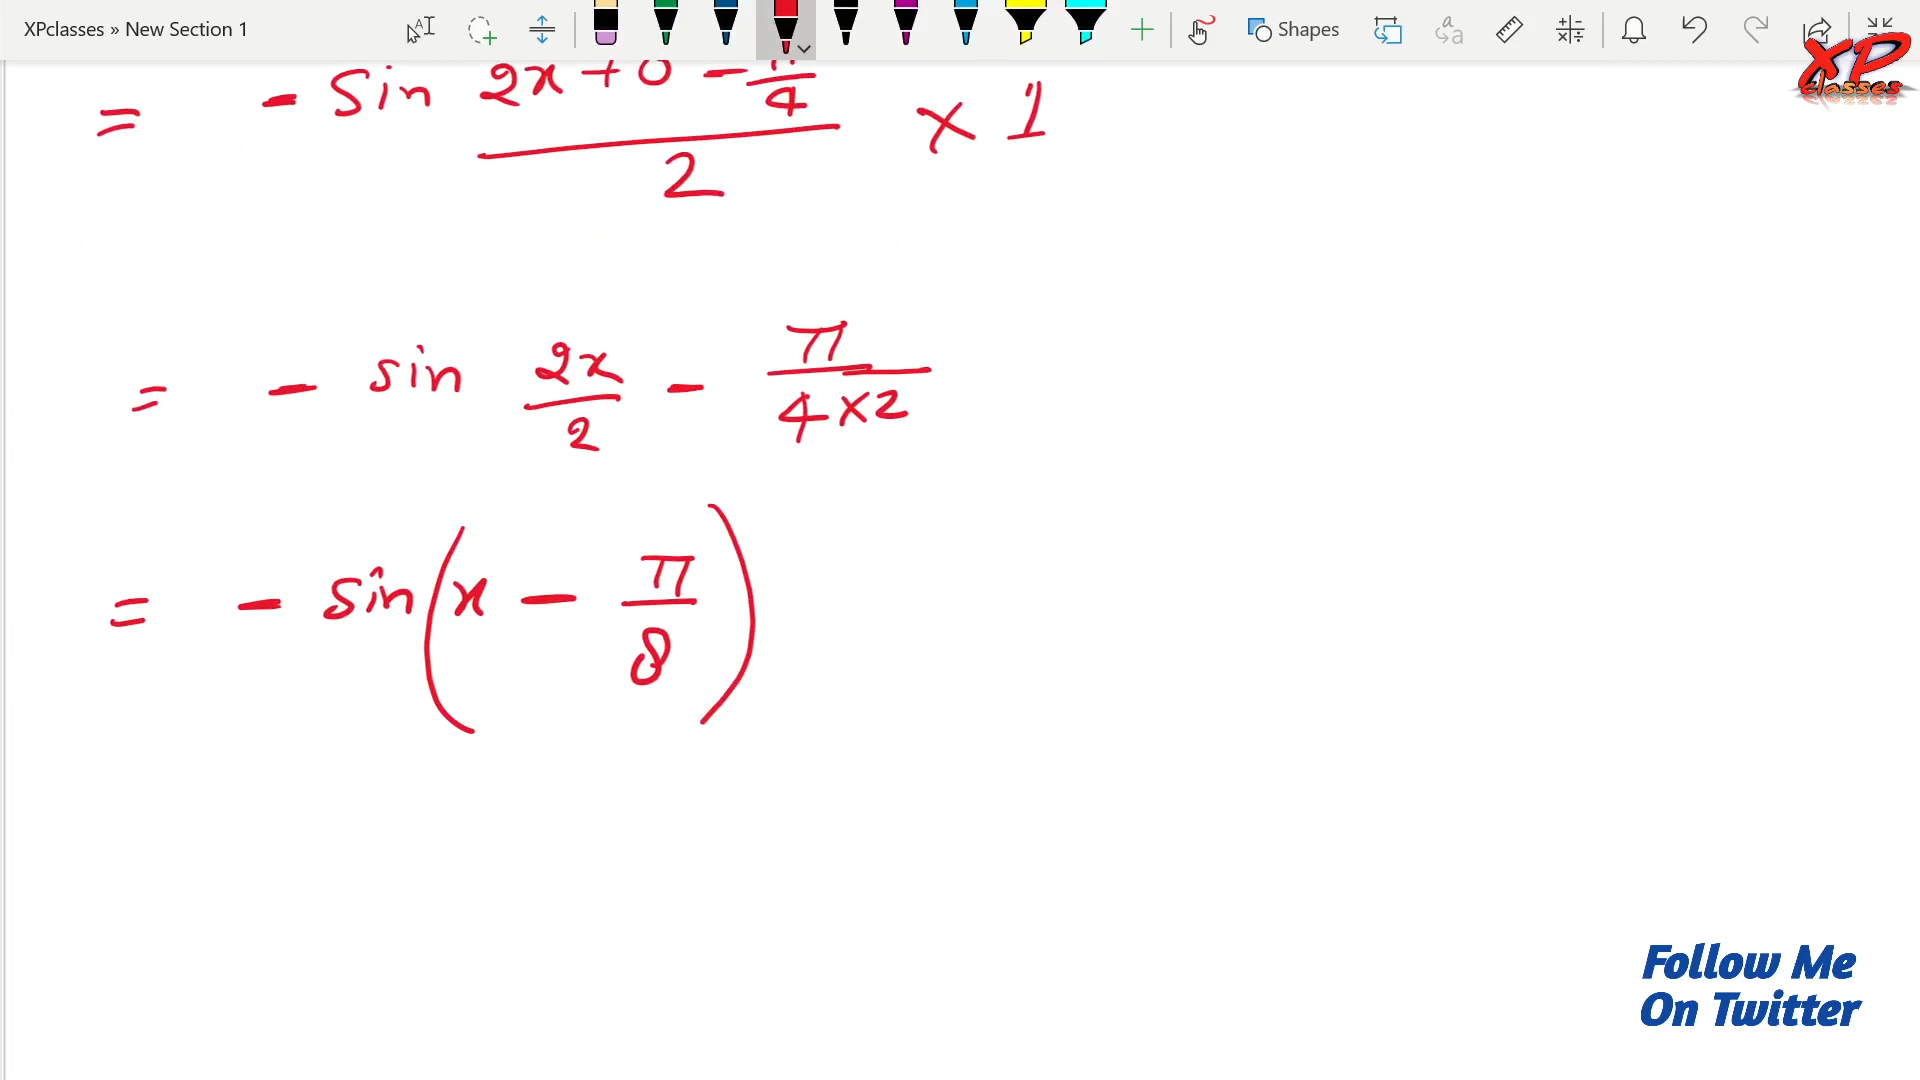 XPclasses » New Section 1
Shapes
XP
classes
= - Sin (2x + 0 - π/4)/2 × 1
= - sin 2x/2 - π/(4×2)
= - sin(x - π/8)
Follow Me
On Twitter